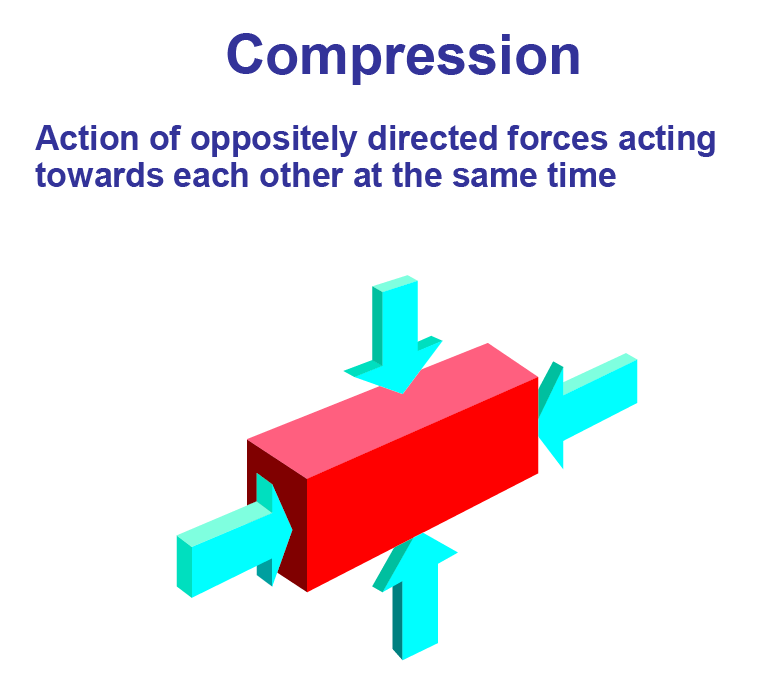 Compression
Action of oppositely directed forces acting
towards each other at the same time